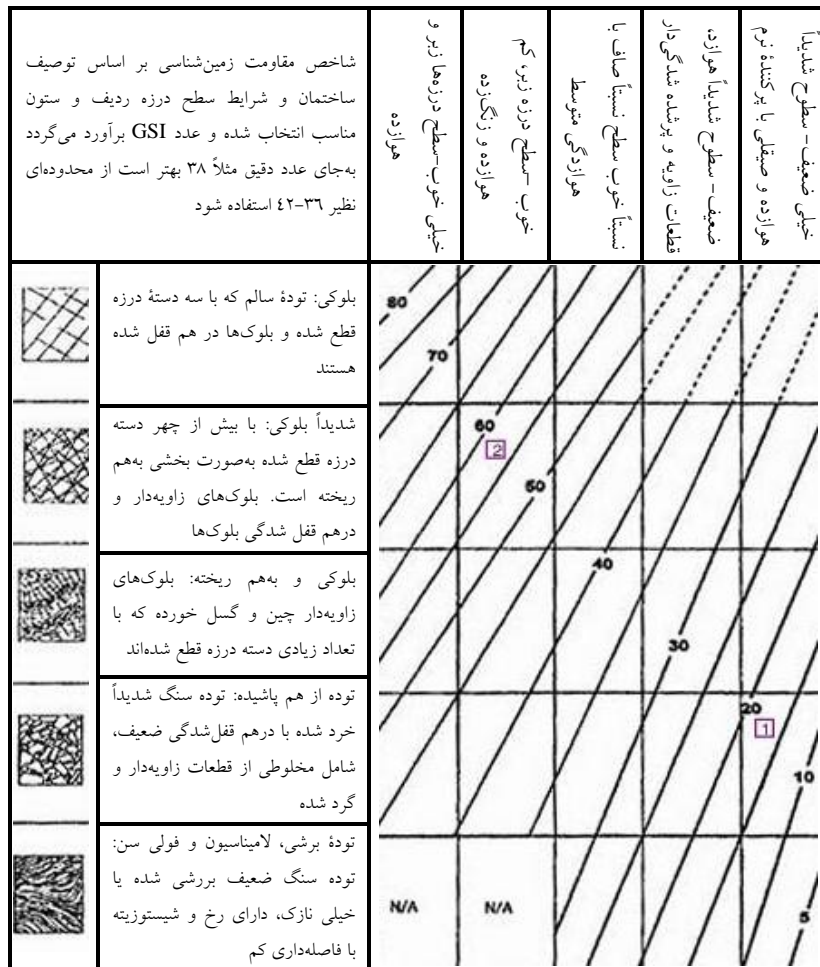 شاخص مقاومت زمین‌شناسی بر اساس توصیف
ساختمان و شرایط سطح درزه ردیف و ستون
مناسب انتخاب شده و عدد GSI برآورد می‌گردد
به‌جای عدد دقیق مثلاً ۳۸ بهتر است از محدوده‌ای
نظیر ۳٦-٤۲ استفاده شود
خیلی خوب-سطح درزه‌ها زبر و
هوازده
خوب -سطح درزه زبر، کم
هوازده و زنگ‌زده
نسبتاً خوب سطح نسبتاً صاف با
هوازدگی متوسط
ضعیف- سطوح شدیداً هوازد،
قطعات زاویه و پرشده شدگی‌دار
خیلی ضعیف- سطوح شدیداً
هوازده و صیقلی با پرکنندهٔ نرم
بلوکی: تودهٔ سالم که با سه دستهٔ درزه
قطع شده و بلوک‌ها در هم قفل شده
هستند
شدیداً بلوکی: با بیش از چهر دسته
درزه قطع شده به‌صورت بخشی به‌هم
ریخته است. بلوک‌های زاویه‌دار و
درهم قفل شدگی بلوک‌ها
بلوکی و به‌هم ریخته: بلوک‌های
زاویه‌دار چین و گسل خورده که با
تعداد زیادی دسته درزه قطع شده‌اند
توده از هم پاشیده: توده سنگ شدیداً
خرد شده با درهم قفل‌شدگی ضعیف،
شامل مخلوطی از قطعات زاویه‌دار و
گرد شده
تودهٔ برشی، لامیناسیون و فولی سن:
توده سنگ ضعیف بررشی شده یا
خیلی نازک، دارای رخ و شیستوزیته
با فاصله‌داری کم
80
70
60
2
50
40
30
20
1
10
N/A
N/A
5